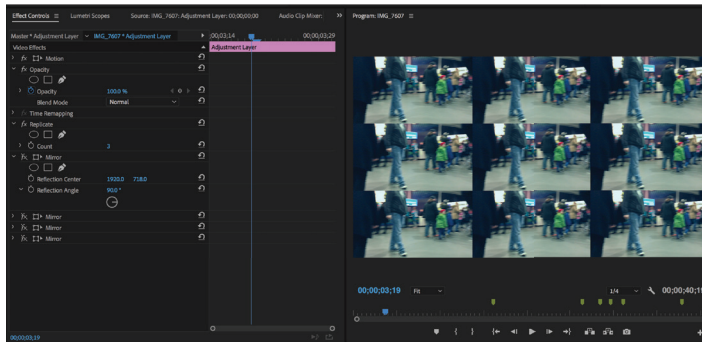 Effect Controls ≡ Lumetri Scopes Source: IMG_7607: Adjustment Layer: 00;00;00;00 Audio Clip Mixer: >> Program: IMG_7607 ≡
Master * Adjustment Layer IMG_7607 * Adjustment Layer ;00;03;14 00;00;03;29
Video Effects Adjustment Layer
fx Motion
fx Opacity
Opacity 100.0 %
Blend Mode Normal
Time Remapping
fx Replicate
Count 3
fx Mirror
Reflection Center 1930.0 718.0
Reflection Angle 90.0 °
fx Mirror
fx Mirror
fx Mirror
00;00;03;19 Fit 1/4 00;00;40;19
00;00;03;19